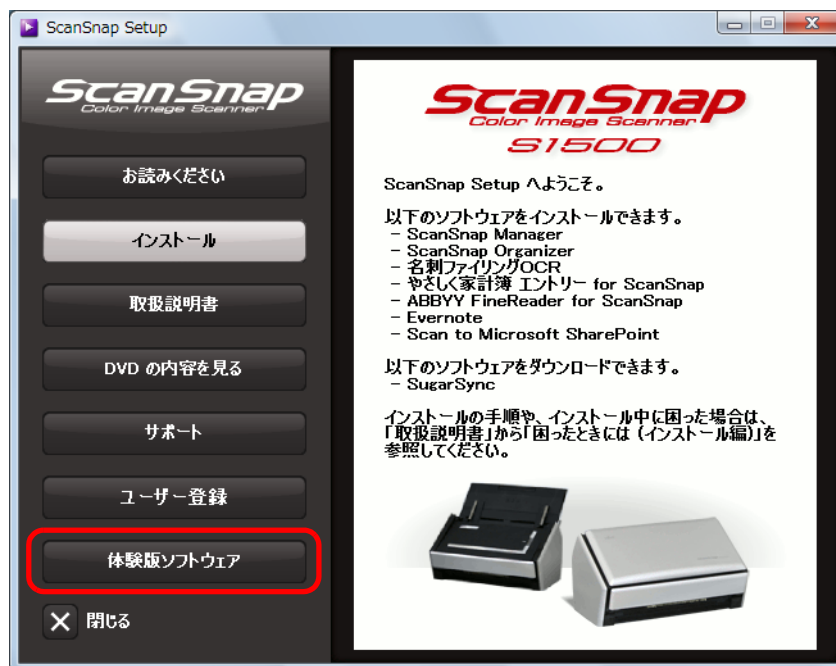 ScanSnap Setup
ScanSnap
Color Image Scanner
お読みください
インストール
取扱説明書
DVD の内容を見る
サポート
ユーザー登録
体験版ソフトウェア
閉じる
ScanSnap
Color Image Scanner
S1500
ScanSnap Setup へようこそ。
以下のソフトウェアをインストールできます。
- ScanSnap Manager
- ScanSnap Organizer
- 名刺ファイリングOCR
- やさしく家計簿 エントリー for ScanSnap
- ABBYY FineReader for ScanSnap
- Evernote
- Scan to Microsoft SharePoint
以下のソフトウェアをダウンロードできます。
- SugarSync
インストールの手順や、インストール中に困った場合は、
「取扱説明書」から「困ったときには (インストール編)」を
参照してください。